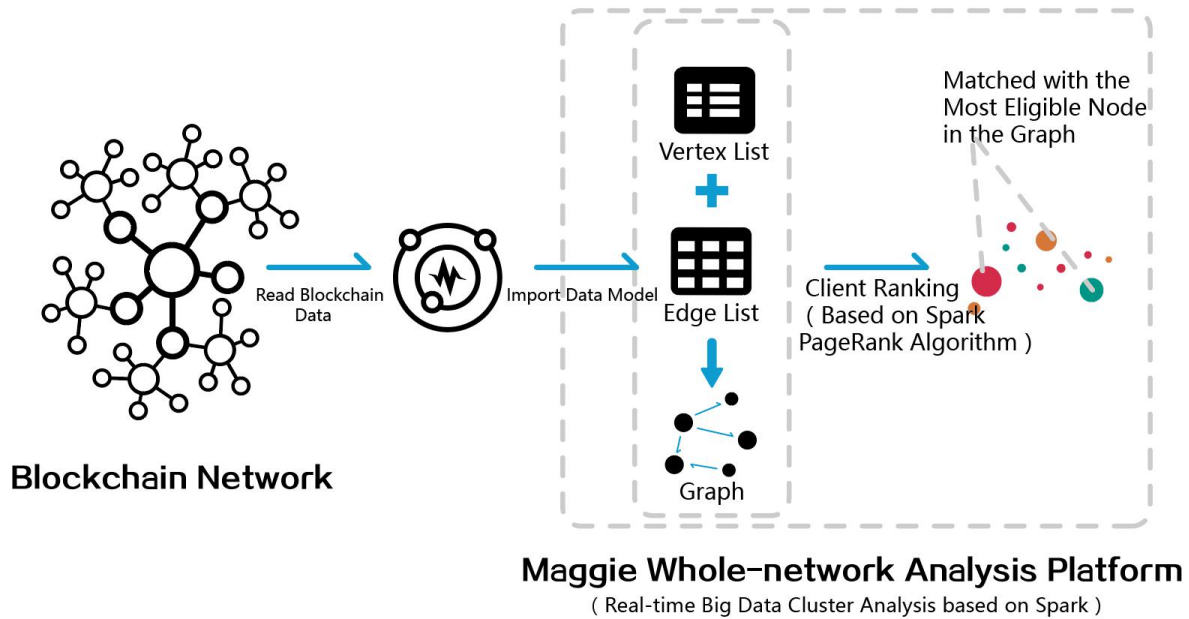 Matched with the
Most Eligible Node
in the Graph
Vertex List
Read Blockchain
Data
Import Data Model
Edge List
Client Ranking
( Based on Spark
PageRank Algorithm )
Blockchain Network
Graph
Maggie Whole-network Analysis Platform
( Real-time Big Data Cluster Analysis based on Spark )